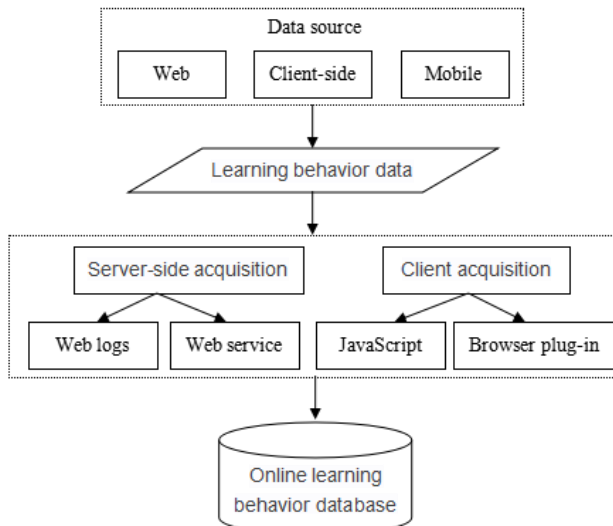 Data source
Web
Client-side
Mobile
Learning behavior data
Server-side acquisition
Client acquisition
Web logs
Web service
JavaScript
Browser plug-in
Online learning
behavior database